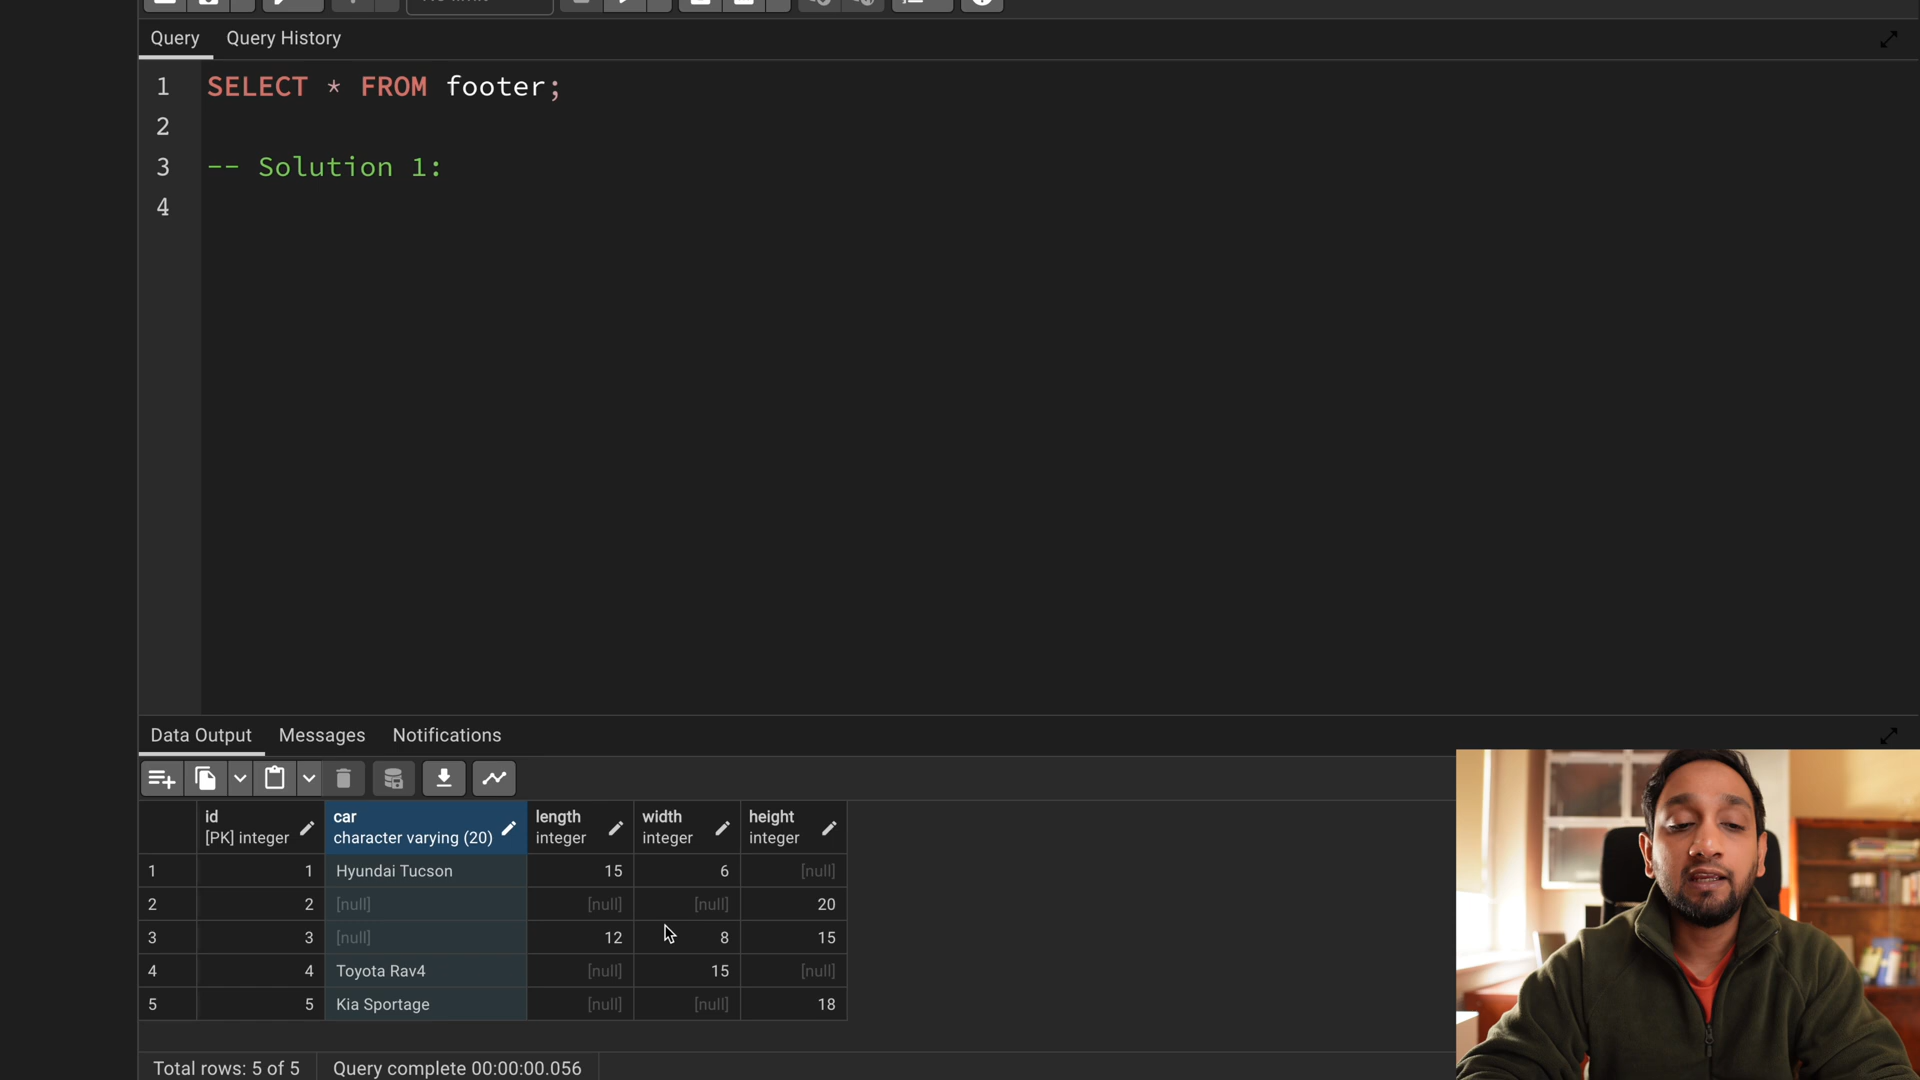 Query Query History
1 SELECT * FROM footer;
2
3 -- Solution 1:
4
Data Output Messages Notifications
id car length width height
[PK] integer character varying (20) integer integer integer
1 1 Hyundai Tucson 15 6 [null]
2 2 [null] [null] [null] 20
3 3 [null] 12 8 15
4 4 Toyota Rav4 [null] 15 [null]
5 5 Kia Sportage [null] [null] 18
Total rows: 5 of 5 Query complete 00:00:00.056